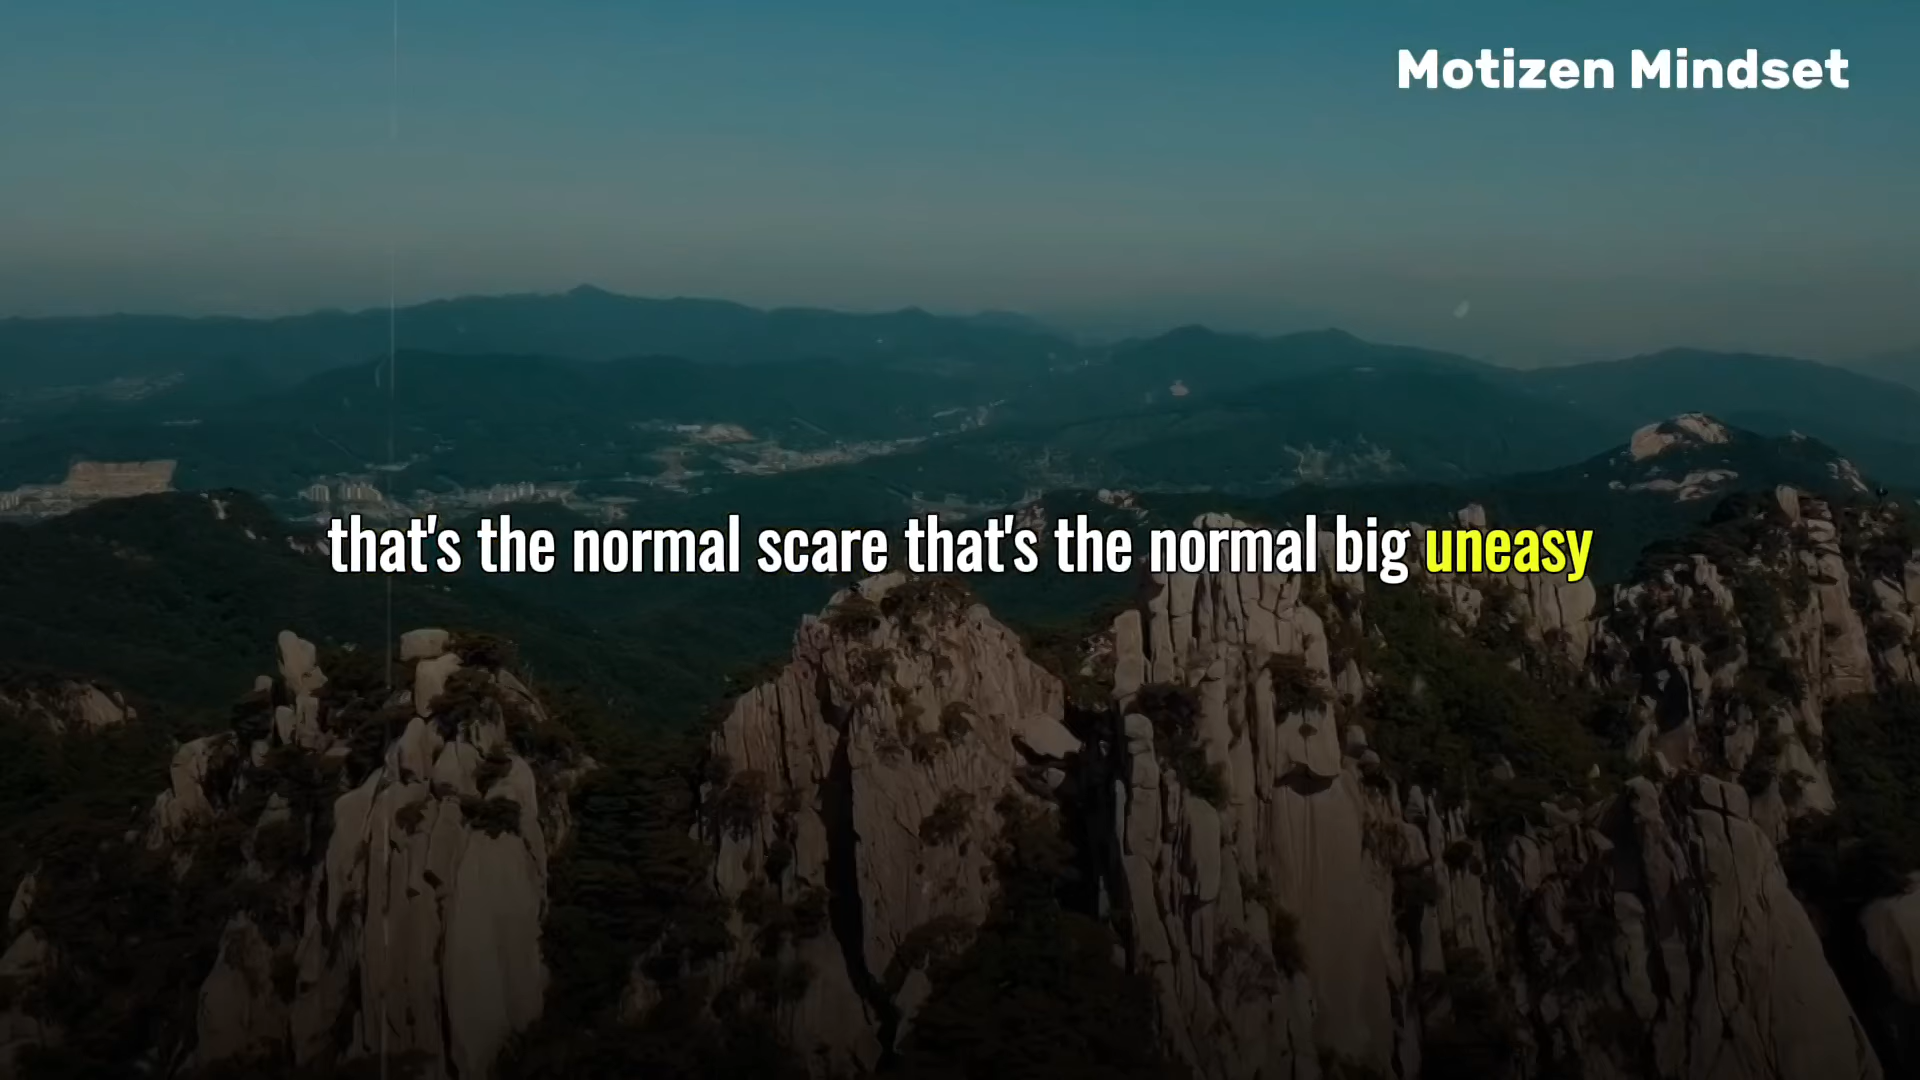 Motizen Mindset
that's the normal scare that's the normal big uneasy